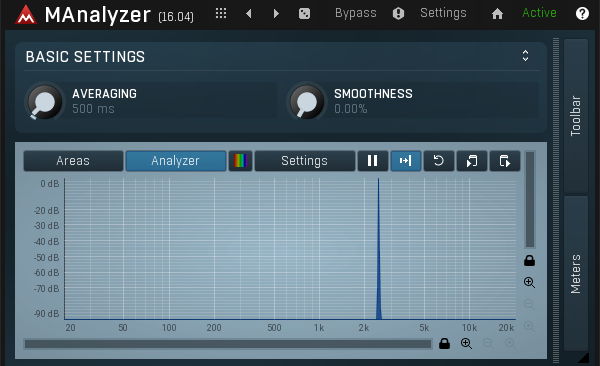 MAnalyzer (16.04) Bypass Settings Active
BASIC SETTINGS
AVERAGING
500 ms
SMOOTHNESS
0.00%
Areas Analyzer Settings
0 dB
-20 dB
-30 dB
-40 dB
-50 dB
-60 dB
-70 dB
-90 dB
20 50 100 200 500 1k 2k 5k 10k 20k
Toolbar
Meters